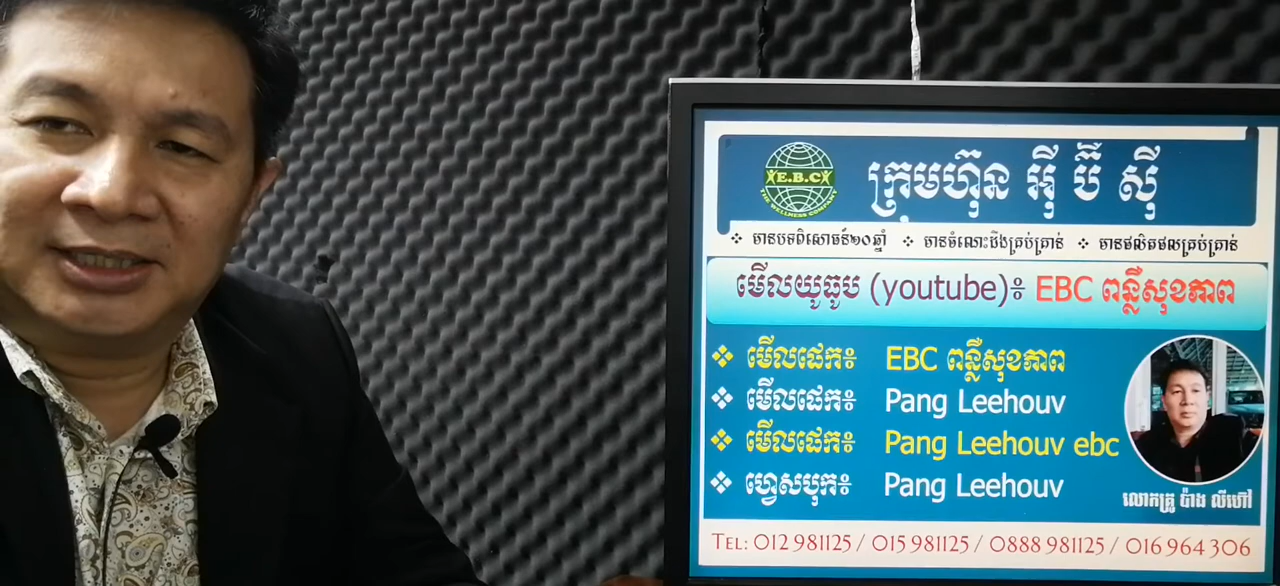 E.B.C
THE WELLNESS COMPANY
ក្រុមហ៊ុន អ៊ី ប៊ី ស៊ី
❖ មានបទពិសោធន៍២០ឆ្នាំ ❖ មានចំណេះដឹងគ្រប់គ្រាន់ ❖ មានផលិតផលគ្រប់គ្រាន់
មើលយូធូប (youtube)៖ EBC ពន្លឺសុខភាព
❖ មើលផេក៖ EBC ពន្លឺសុខភាព
❖ មើលផេក៖ Pang Leehouv
❖ មើលផេក៖ Pang Leehouv ebc
❖ ហ្វេសបុក៖ Pang Leehouv
លោកគ្រូ ប៉ាង លីហ៊ៅ
TEL: 012 981125 / 015 981125 / 0888 981125 / 016 964 306